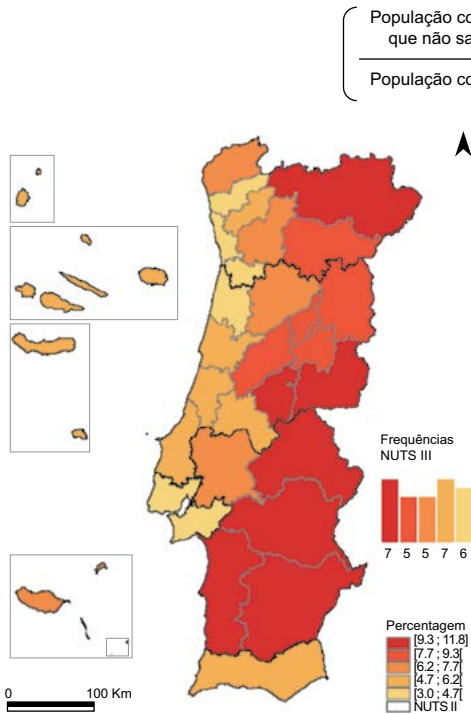 População co
que não sa
População co
Frequências
NUTS III
7 5 5 7 6
Percentagem
[9.3 ; 11.8]
[7.7 ; 9.3[
[6.2 ; 7.7[
[4.7 ; 6.2[
[3.0 ; 4.7[
NUTS II
0 100 Km